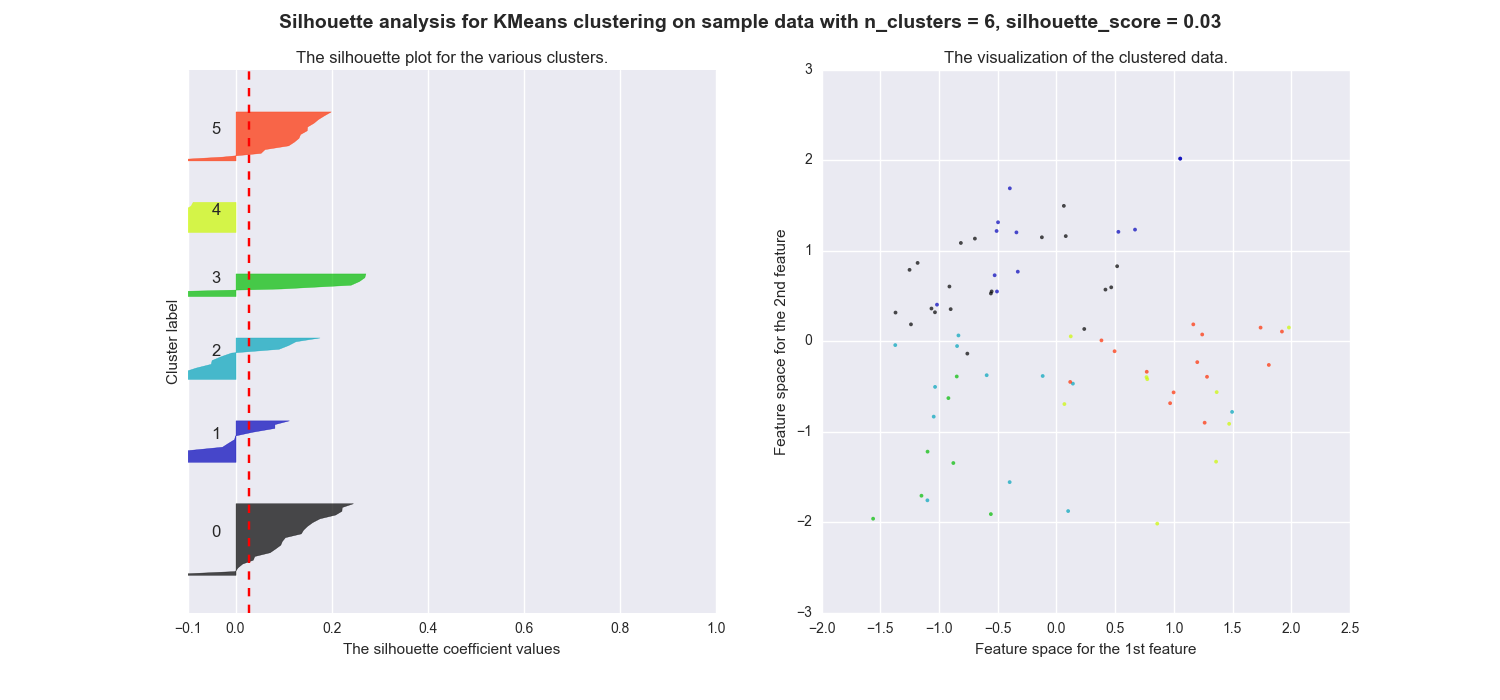 Silhouette analysis for KMeans clustering on sample data with n_clusters = 6, silhouette_score = 0.03
The silhouette plot for the various clusters.
5
4
3
2
1
0
Cluster label
−0.1 0.0 0.2 0.4 0.6 0.8 1.0
The silhouette coefficient values
The visualization of the clustered data.
3
2
1
0
−1
−2
−3
Feature space for the 2nd feature
−2.0 −1.5 −1.0 −0.5 0.0 0.5 1.0 1.5 2.0 2.5
Feature space for the 1st feature